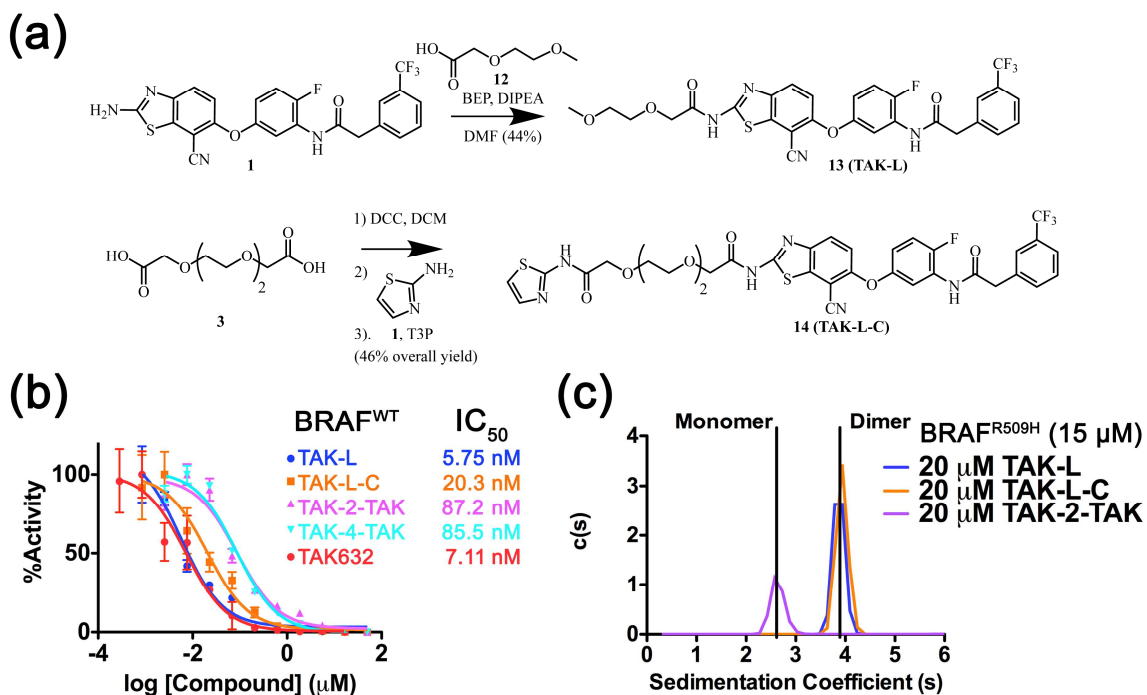 (a)
HO
O
O
O
12
BEP, DIPEA
DMF (44%)
H2N
N
S
CN
O
F
N
H
O
CF3
1
O
O
O
N
H
N
S
CN
O
F
N
H
O
CF3
13 (TAK-L)
HO
O
O
O
2
O
O
OH
3
1) DCC, DCM
2)
S
NH2
N
3). 1, T3P
(46% overall yield)
S
N
H
N
O
O
O
2
O
H
N
N
S
CN
O
F
N
H
O
CF3
14 (TAK-L-C)
(b)
BRAFWT IC50
TAK-L 5.75 nM
TAK-L-C 20.3 nM
TAK-2-TAK 87.2 nM
TAK-4-TAK 85.5 nM
TAK632 7.11 nM
%Activity
100
50
0
-4 -2 0 2
log [Compound] (µM)
(c)
Monomer Dimer
BRAFR509H (15 µM)
20 µM TAK-L
20 µM TAK-L-C
20 µM TAK-2-TAK
c(s)
4
3
2
1
0
0 1 2 3 4 5 6
Sedimentation Coefficient (s)